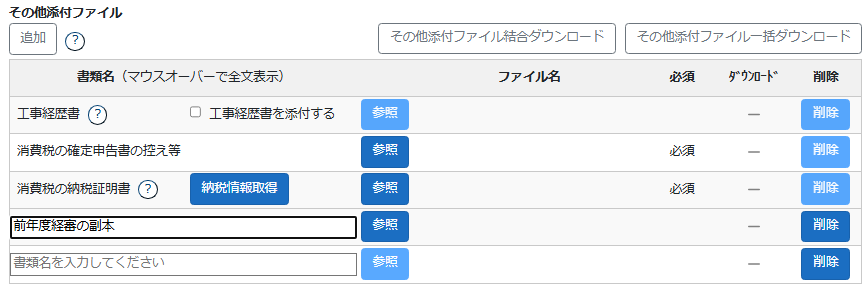 その他添付ファイル
追加 ? その他添付ファイル結合ダウンロード その他添付ファイル一括ダウンロード
書類名（マウスオーバーで全文表示） ファイル名 必須 ﾀﾞｳﾝﾛｰﾄﾞ 削除
工事経歴書 ? 工事経歴書を添付する 参照 — 削除
消費税の確定申告書の控え等 参照 必須 — 削除
消費税の納税証明書 ? 納税情報取得 参照 必須 — 削除
前年度経審の副本 参照 — 削除
書類名を入力してください 参照 — 削除